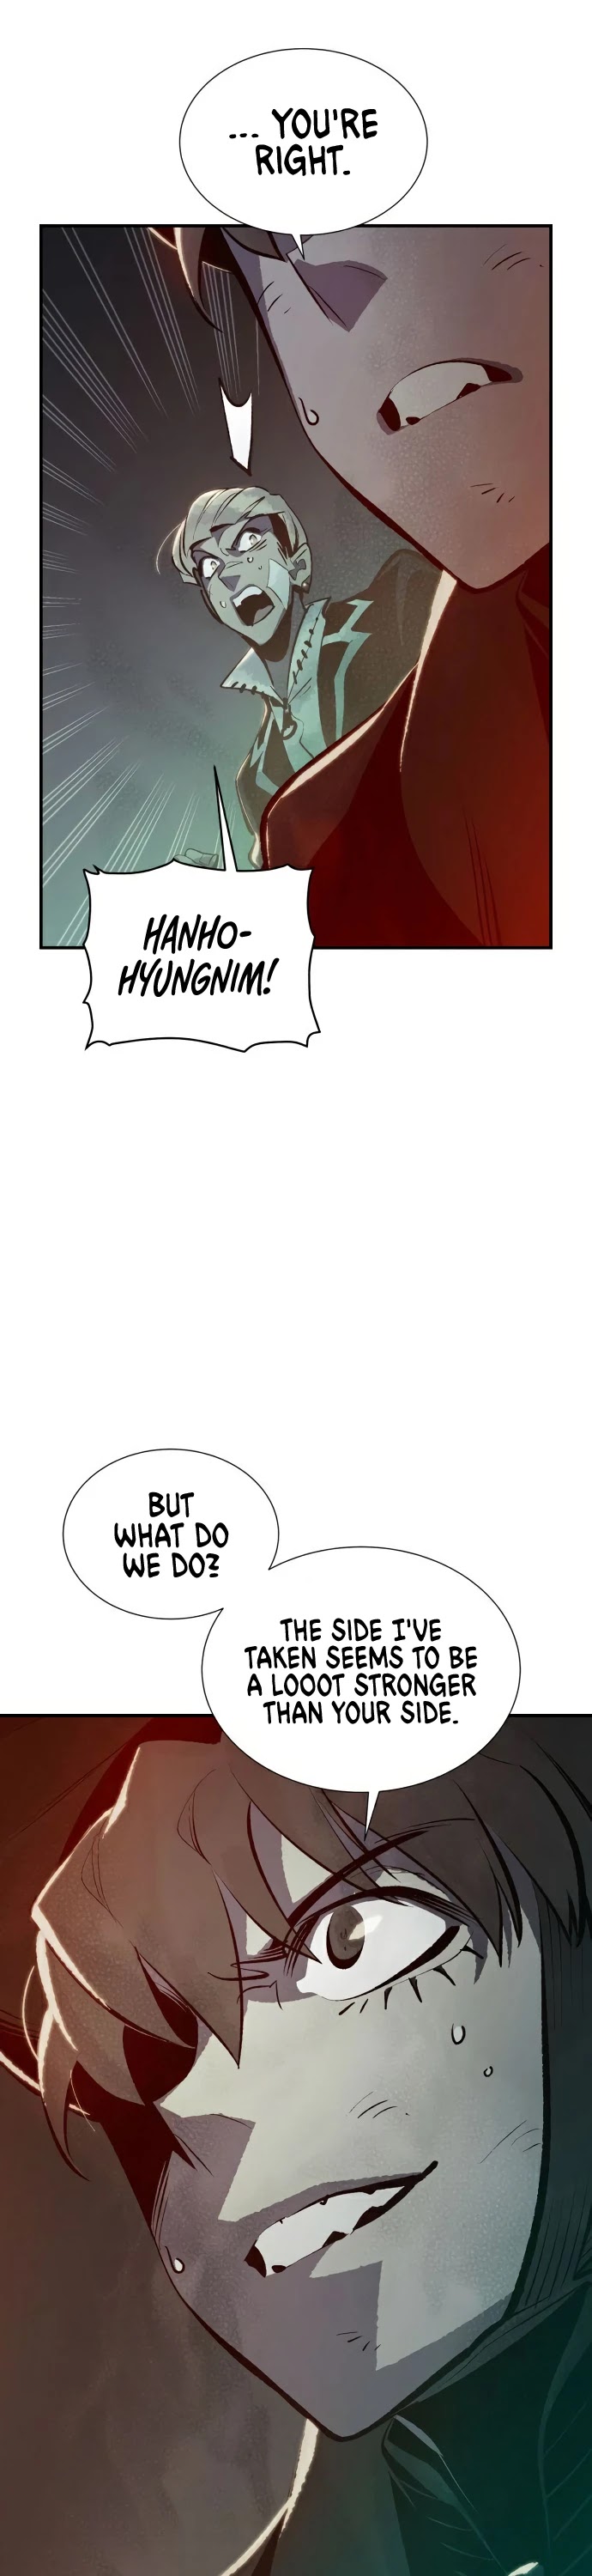 ... YOU'RE
RIGHT.
HANHO-
HYUNGNIM!
BUT
WHAT DO
WE DO?
THE SIDE I'VE
TAKEN SEEMS TO BE
A LOOOT STRONGER
THAN YOUR SIDE.